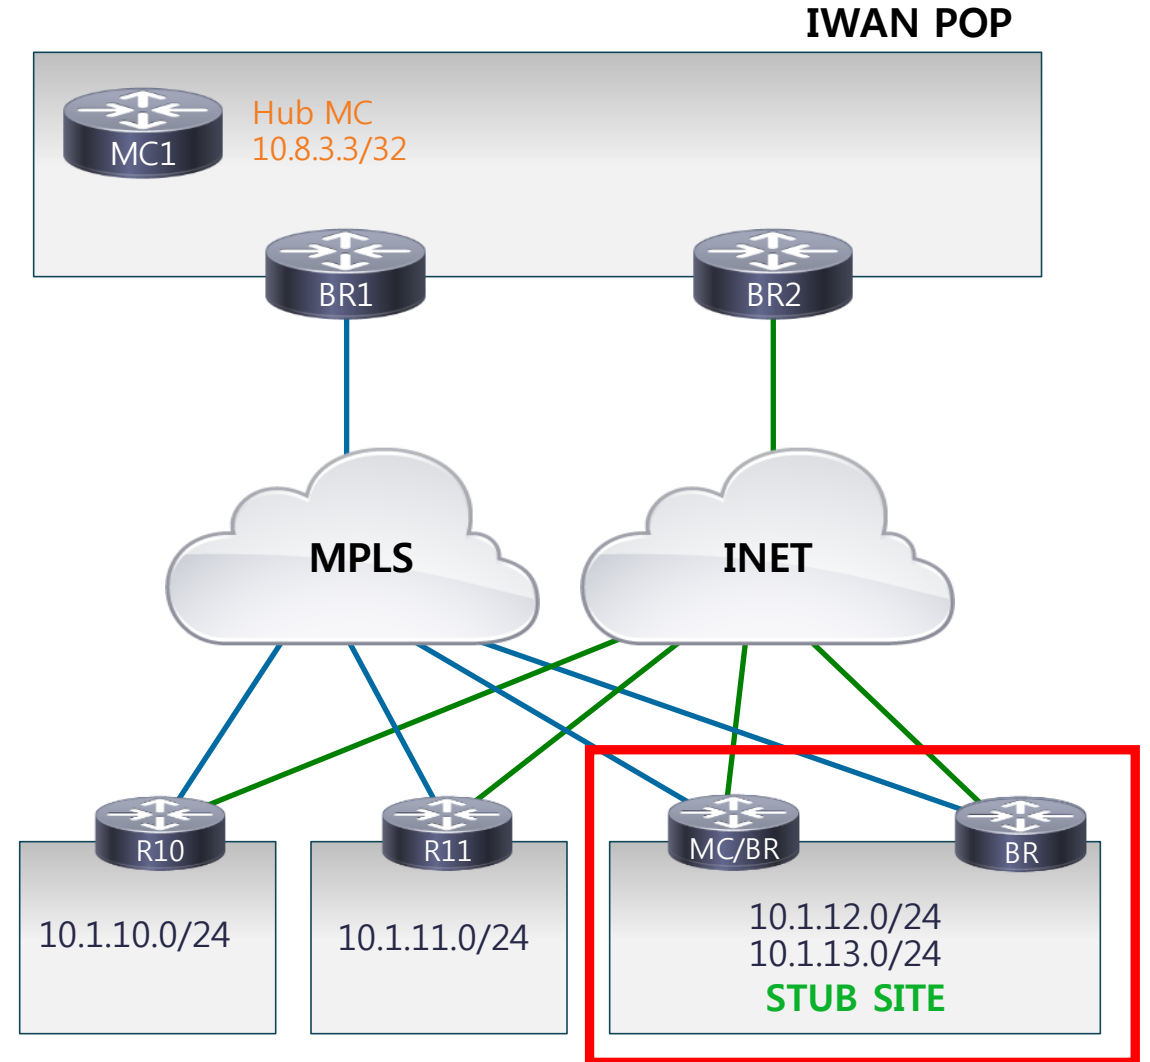 IWAN POP
Hub MC
10.8.3.3/32
MC1
BR1
BR2
MPLS
INET
R10
R11
MC/BR
BR
10.1.10.0/24
10.1.11.0/24
10.1.12.0/24
10.1.13.0/24
STUB SITE